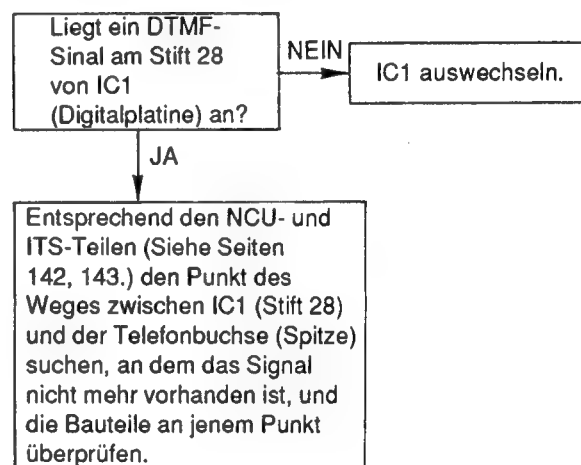 Liegt ein DTMF-
Sinal am Stift 28
von IC1
(Digitalplatine) an?
NEIN
IC1 auswechseln.
JA
Entsprechend den NCU- und
ITS-Teilen (Siehe Seiten
142, 143.) den Punkt des
Weges zwischen IC1 (Stift 28)
und der Telefonbuchse (Spitze)
suchen, an dem das Signal
nicht mehr vorhanden ist, und
die Bauteile an jenem Punkt
überprüfen.